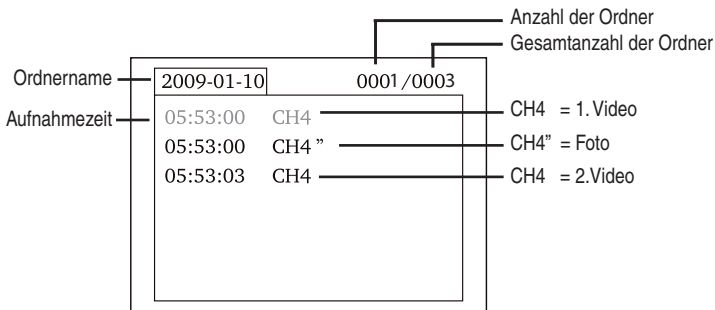 Anzahl der Ordner
Gesamtanzahl der Ordner
Ordnername
2009-01-10
0001/0003
Aufnahmezeit
05:53:00 CH4
CH4 = 1. Video
05:53:00 CH4 ”
CH4” = Foto
05:53:03 CH4
CH4 = 2.Video